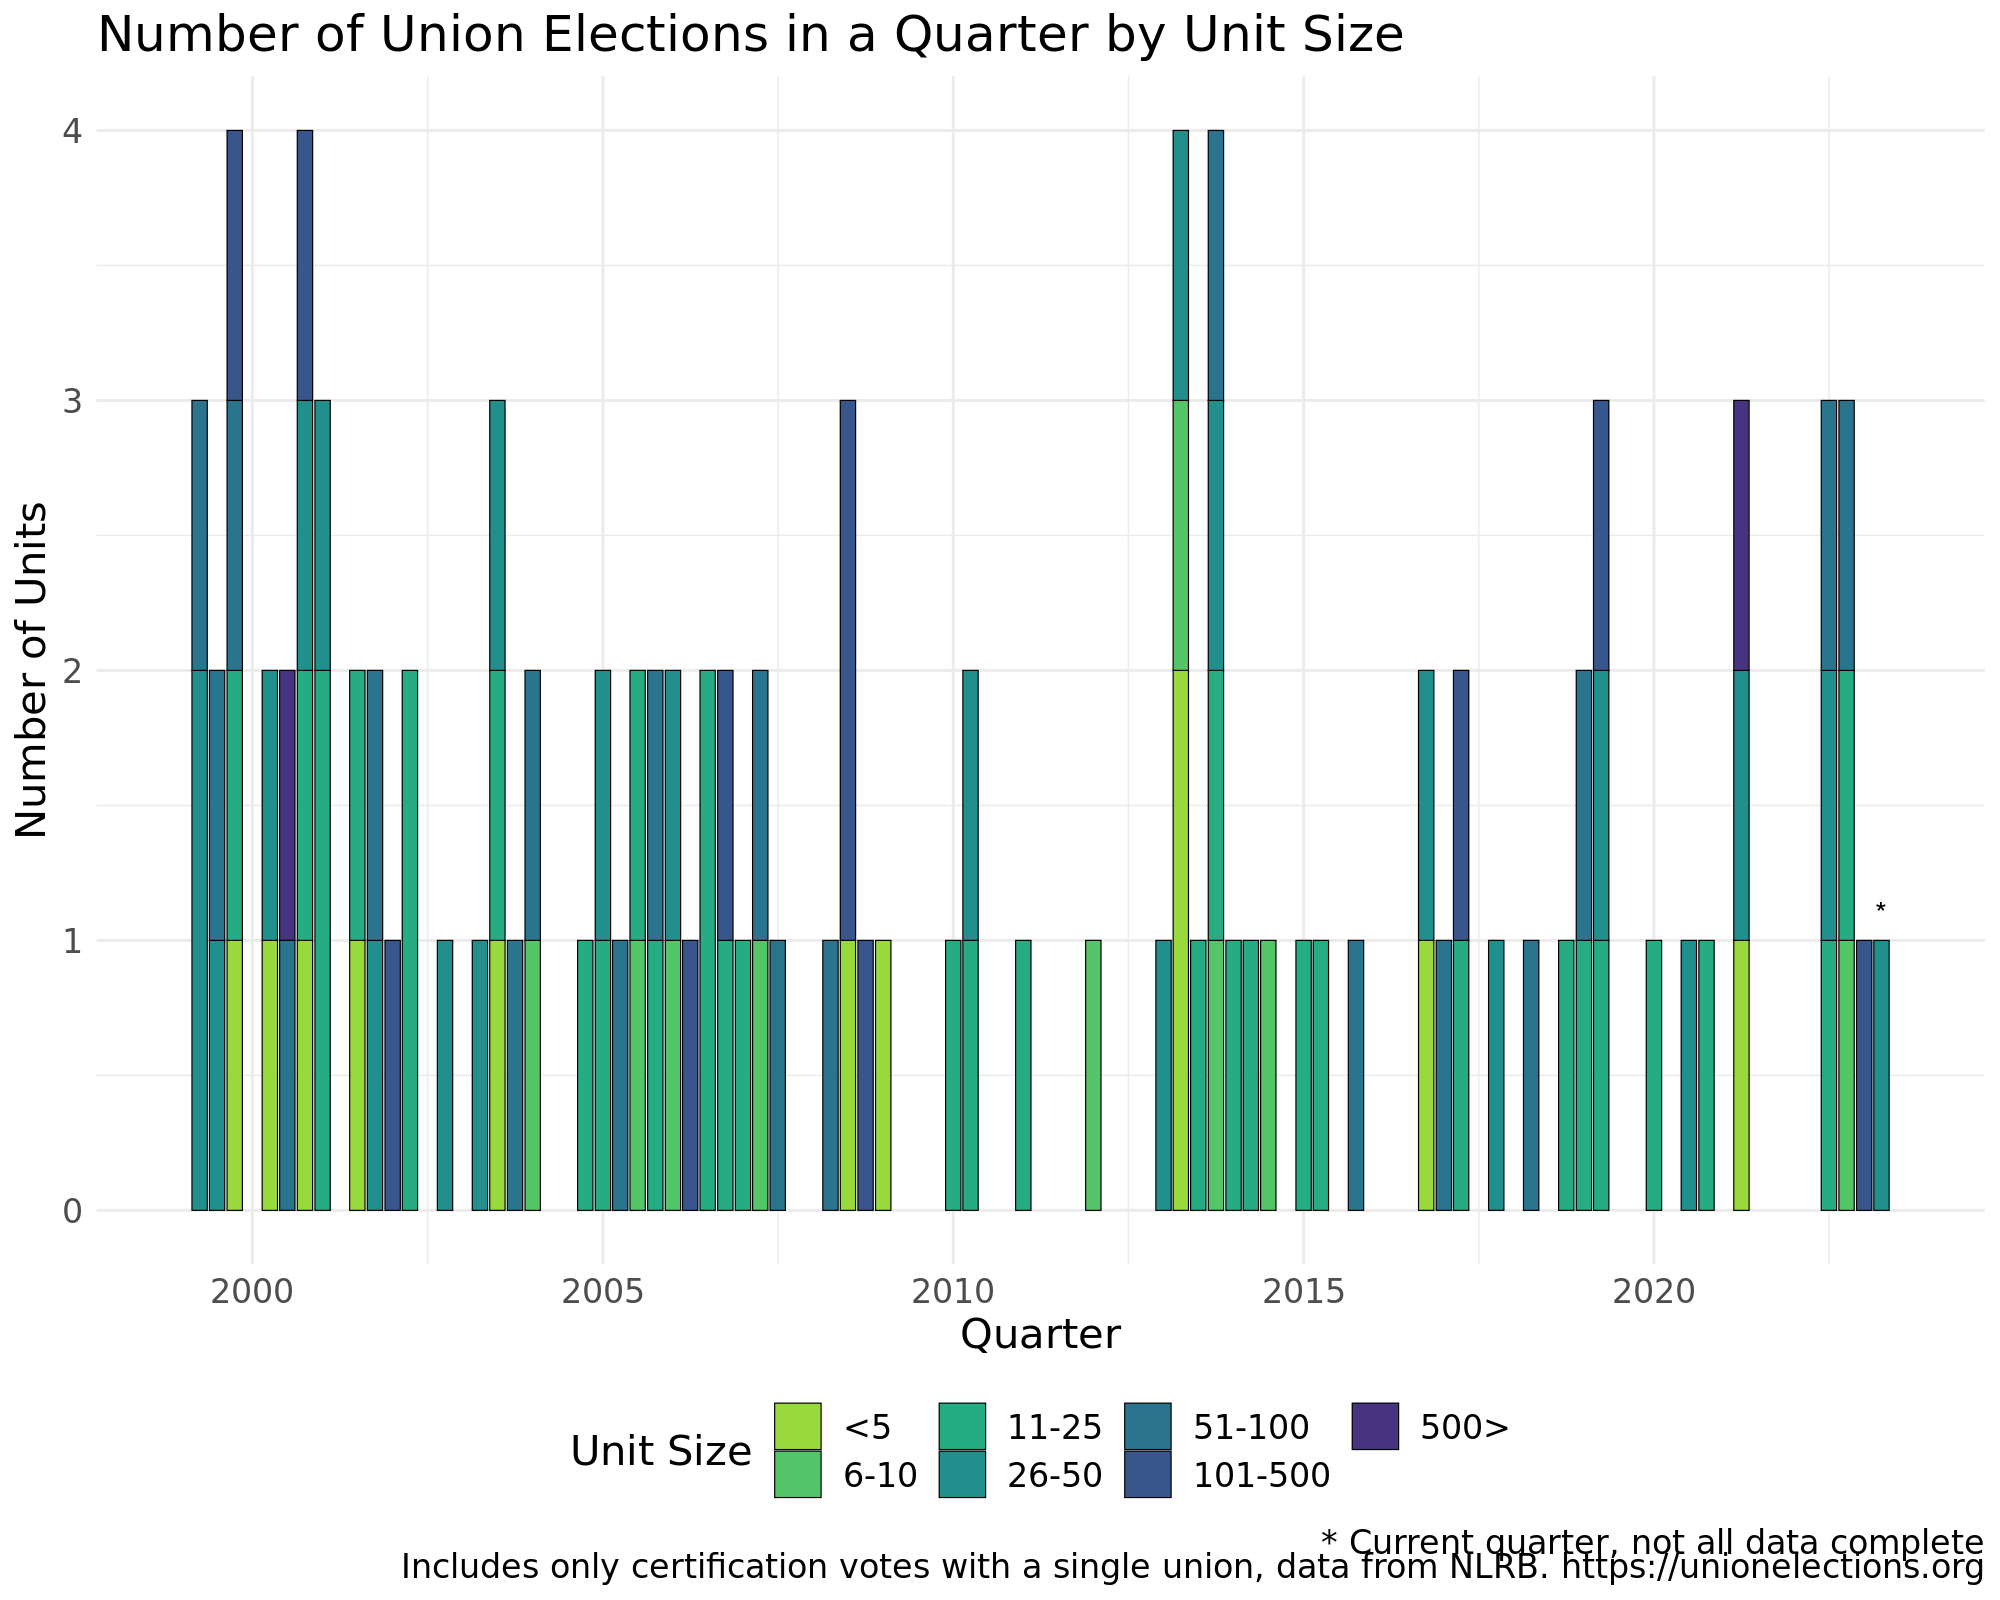 Number of Union Elections in a Quarter by Unit Size
Number of Units
4
3
2
1
0
*
2000 2005 2010 2015 2020
Quarter
Unit Size
<5 11-25 51-100 500>
6-10 26-50 101-500
* Current quarter, not all data complete
Includes only certification votes with a single union, data from NLRB. https://unionelections.org